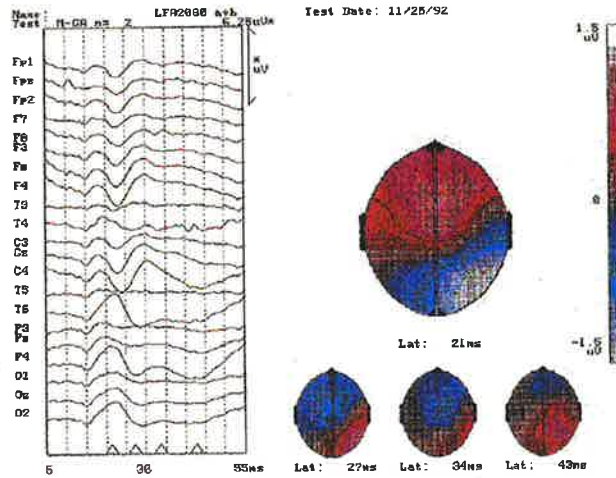 Name: LFA2000 a+b Test Date: 11/25/92
Test M-GA ns 2 6.25uVx
x
uV
Fp1
Fpz
Fp2
F7
F8
F3
Fz
F4
T3
T4
C3
Cz
C4
T5
T6
P3
Pz
P4
O1
Oz
O2
5 30 55ms
1.5
uV
0
-1.5
uV
Lat: 21ms
Lat: 27ms Lat: 34ms Lat: 43ms